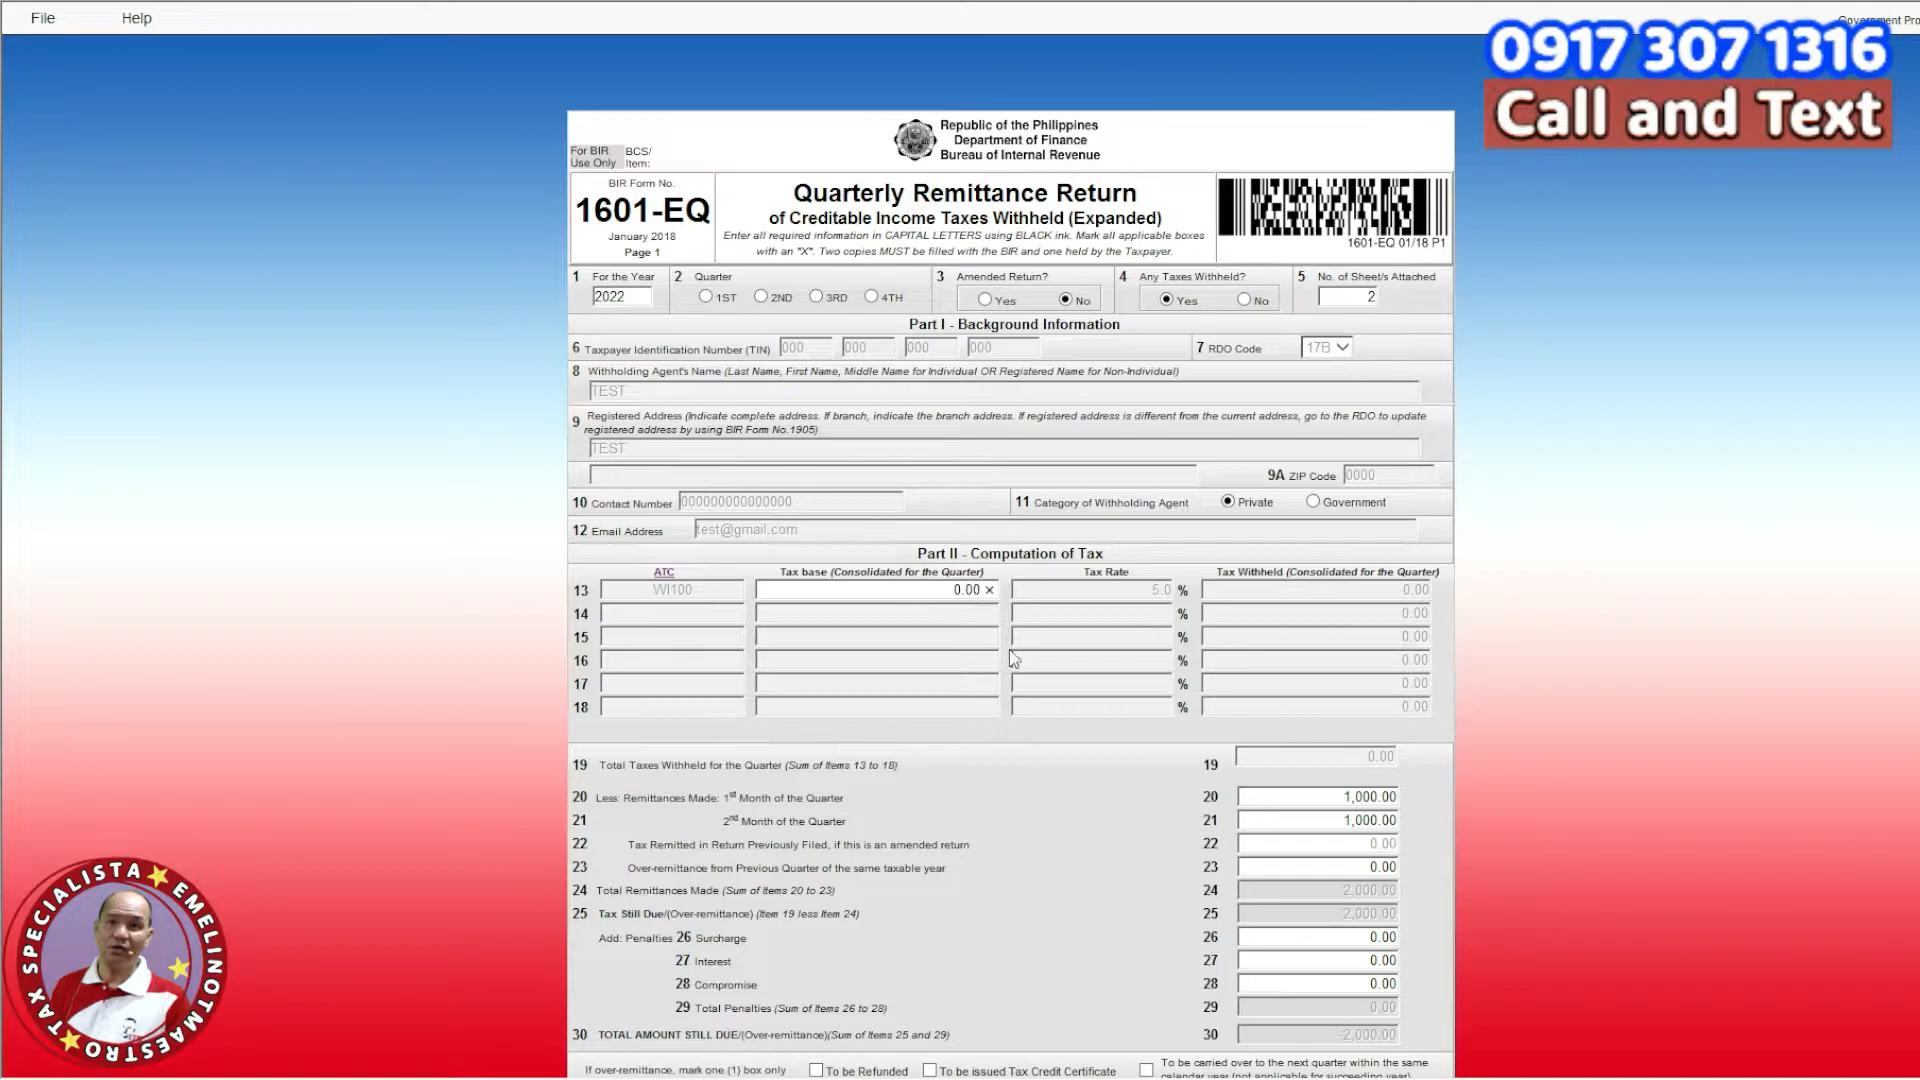 File Help
Government Pro
0917 307 1316
Call and Text
Republic of the Philippines
Department of Finance
Bureau of Internal Revenue
For BIR Use Only BCS/ Item:
BIR Form No.
1601-EQ
January 2018
Page 1
Quarterly Remittance Return
of Creditable Income Taxes Withheld (Expanded)
Enter all required information in CAPITAL LETTERS using BLACK ink. Mark all applicable boxes
with an "X". Two copies MUST be filled with the BIR and one held by the Taxpayer.
1601-EQ 01/18 P1
1 For the Year 2 Quarter 3 Amended Return? 4 Any Taxes Withheld? 5 No. of Sheet/s Attached
2022 1ST 2ND 3RD 4TH Yes No Yes No 2
Part I - Background Information
6 Taxpayer Identification Number (TIN) 000 000 000 000 7 RDO Code 17B
8 Withholding Agent's Name (Last Name, First Name, Middle Name for Individual OR Registered Name for Non-Individual)
TEST
9 Registered Address (Indicate complete address. If branch, indicate the branch address. If registered address is different from the current address, go to the RDO to update
registered address by using BIR Form No.1905)
TEST
9A ZIP Code 0000
10 Contact Number 00000000000000 11 Category of Withholding Agent Private Government
12 Email Address test@gmail.com
Part II - Computation of Tax
ATC Tax base (Consolidated for the Quarter) Tax Rate Tax Withheld (Consolidated for the Quarter)
13 WI100 0.00 × 5.0 % 0.00
14 % 0.00
15 % 0.00
16 % 0.00
17 % 0.00
18 % 0.00
19 Total Taxes Withheld for the Quarter (Sum of Items 13 to 18) 19 0.00
20 Less: Remittances Made: 1st Month of the Quarter 20 1,000.00
21 2nd Month of the Quarter 21 1,000.00
22 Tax Remitted in Return Previously Filed, if this is an amended return 22 0.00
23 Over-remittance from Previous Quarter of the same taxable year 23 0.00
24 Total Remittances Made (Sum of Items 20 to 23) 24 2,000.00
25 Tax Still Due/(Over-remittance) (Item 19 less Item 24) 25 2,000.00
Add: Penalties 26 Surcharge 26 0.00
27 Interest 27 0.00
28 Compromise 28 0.00
29 Total Penalties (Sum of Items 26 to 28) 29 0.00
30 TOTAL AMOUNT STILL DUE/(Over-remittance)(Sum of Items 25 and 29) 30 -2,000.00
If over-remittance, mark one (1) box only To be Refunded To be issued Tax Credit Certificate To be carried over to the next quarter within the same
calendar year (not applicable for succeeding year)
TAX SPECIALISTA EMELINOTMAESTRO